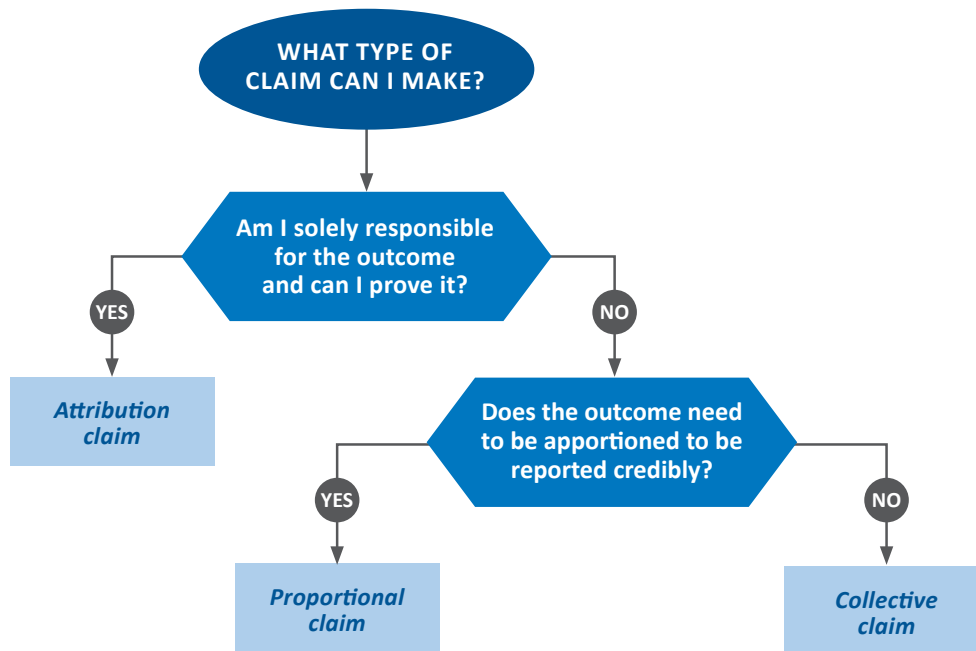 WHAT TYPE OF
CLAIM CAN I MAKE?
Am I solely responsible
for the outcome
and can I prove it?
YES
NO
Attribution
claim
Does the outcome need
to be apportioned to be
reported credibly?
YES
NO
Proportional
claim
Collective
claim